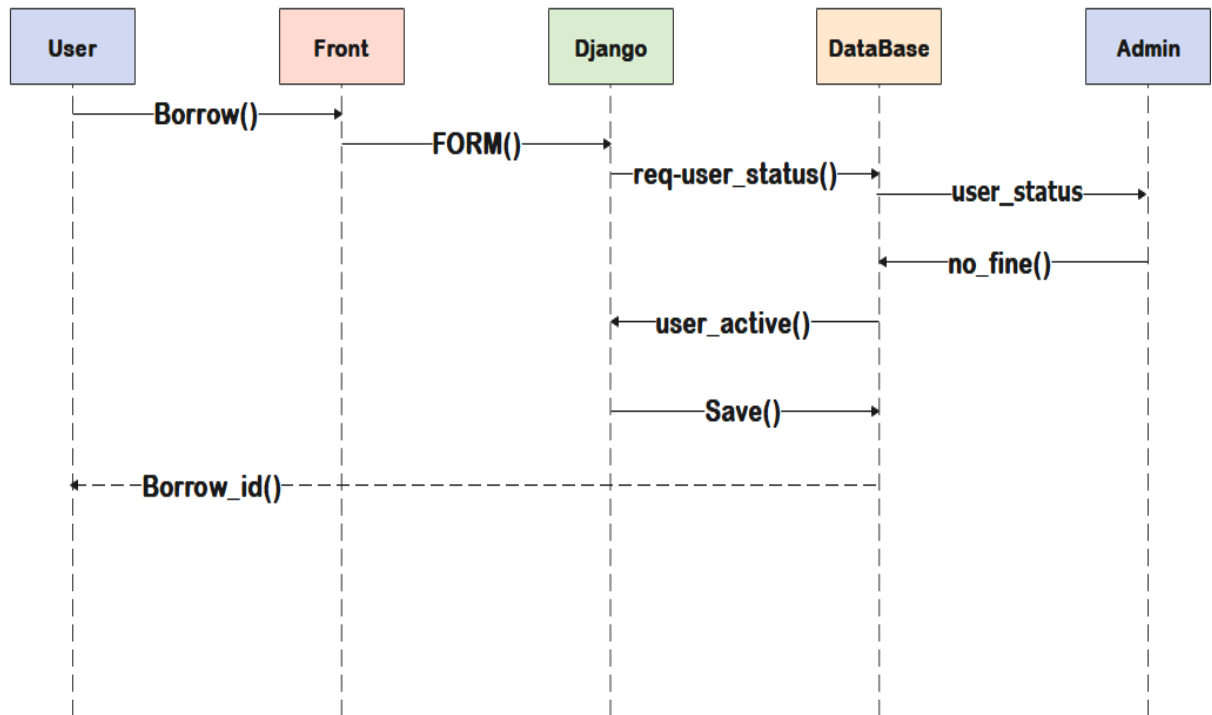 User
Front
Django
DataBase
Admin
Borrow()
FORM()
req-user_status()
user_status
no_fine()
user_active()
Save()
Borrow_id()